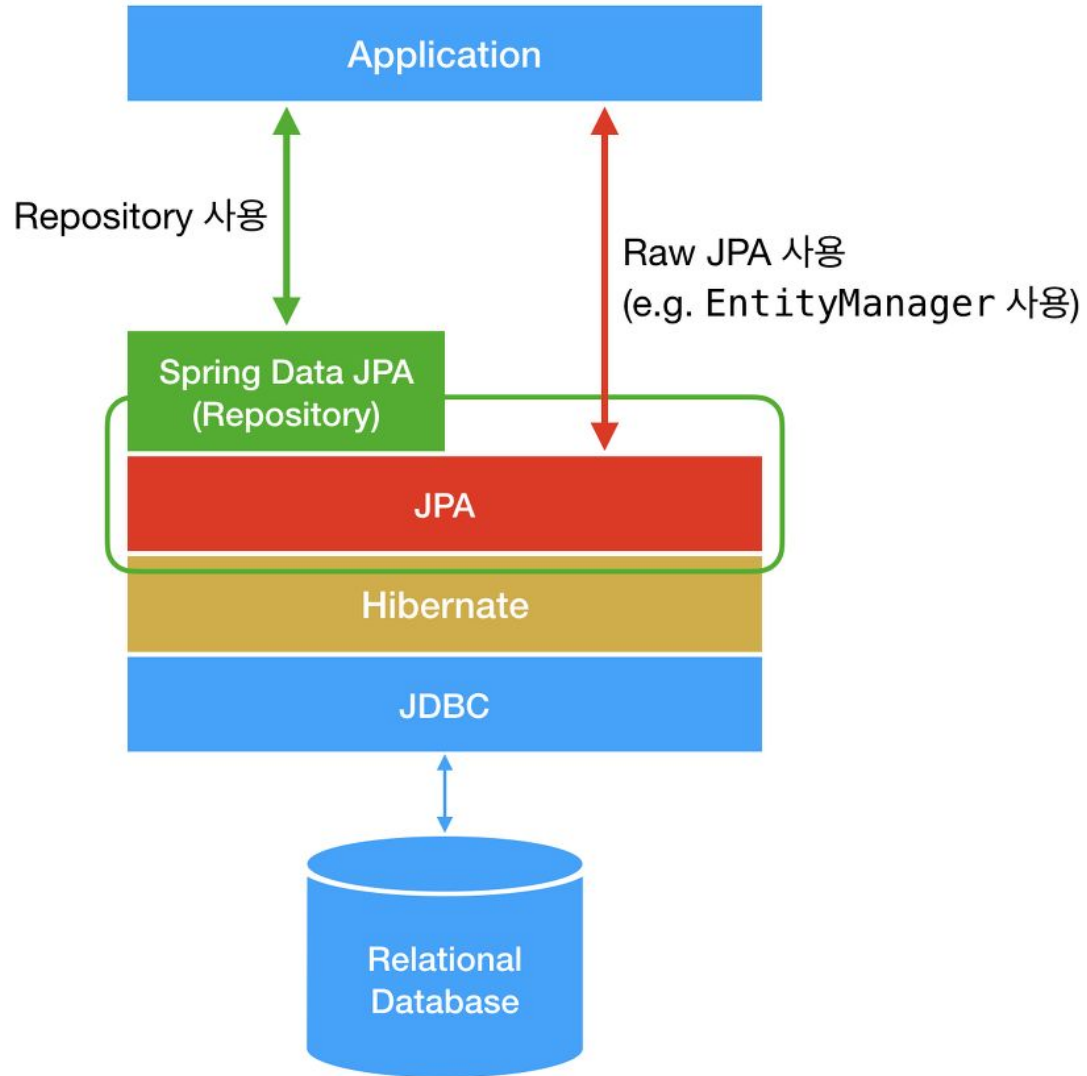 Application
Repository 사용
Raw JPA 사용
(e.g. EntityManager 사용)
Spring Data JPA
(Repository)
JPA
Hibernate
JDBC
Relational
Database